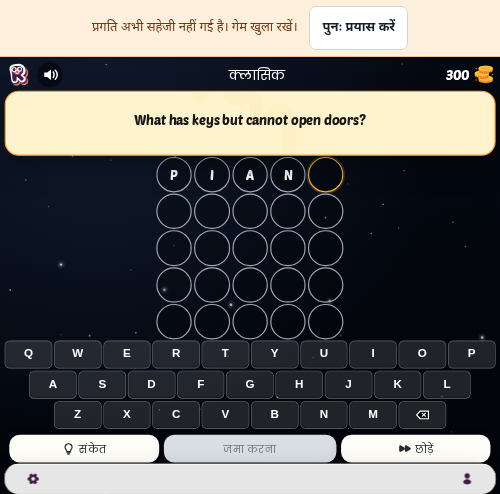 प्रगति अभी सहेजी नहीं गई है। गेम खुला रखें।
पुनः प्रयास करें
क्लासिक
300
What has keys but cannot open doors?
P I A N
Q W E R T Y U I O P
A S D F G H J K L
Z X C V B N M
संकेत
जमा करना
छोड़ें